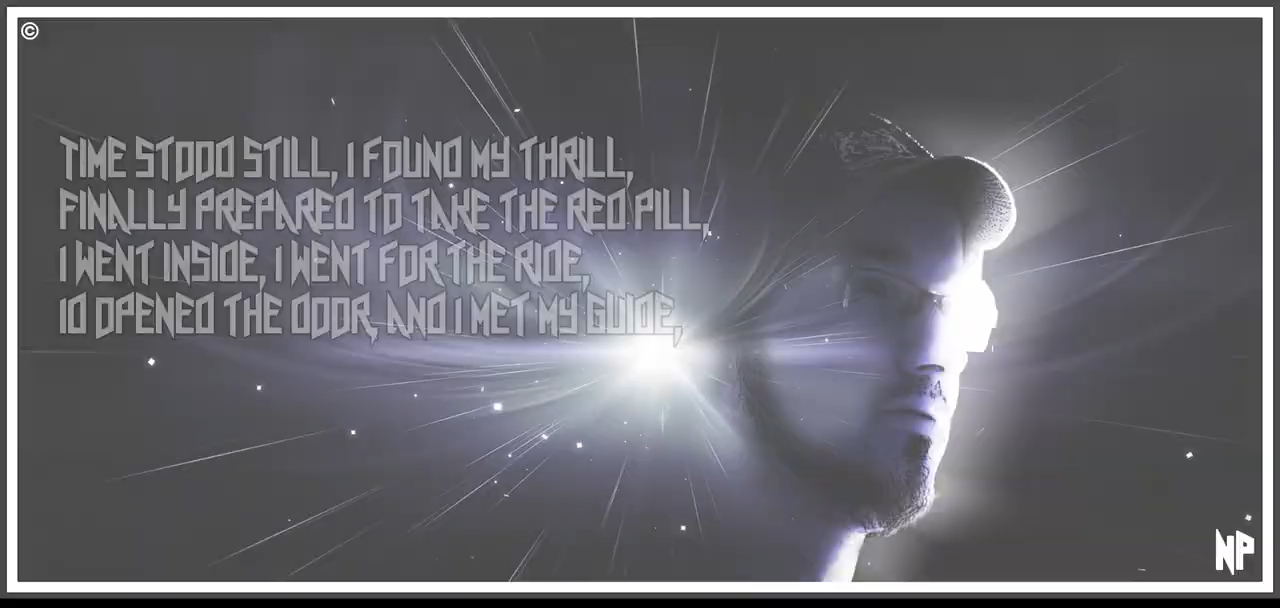 ©
TIME STOOD STILL, I FOUND MY THRILL,
FINALLY PREPARED TO TAKE THE RED PILL,
I WENT INSIDE, I WENT FOR THE RIDE,
ID OPENED THE DOOR, AND I MET MY GUIDE,
NP